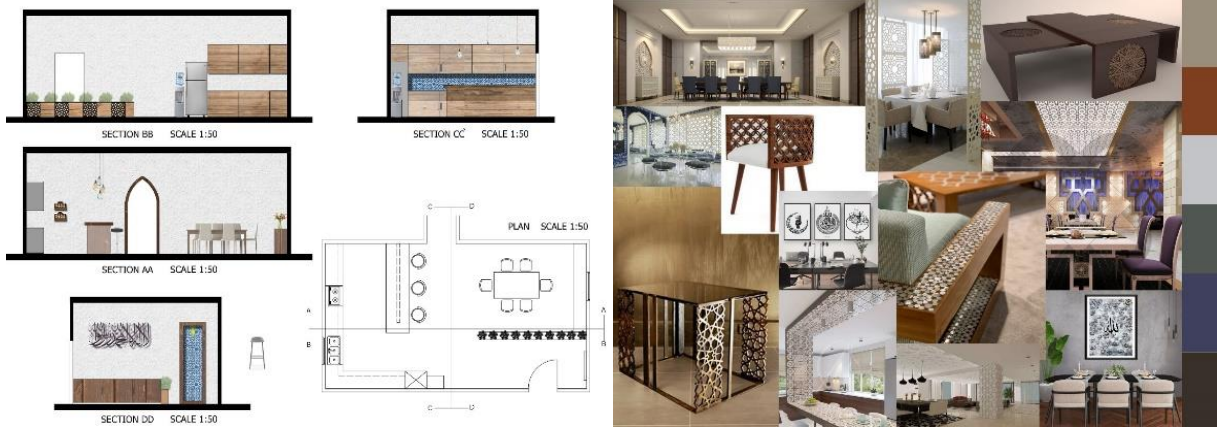 SECTION BB SCALE 1:50
SECTION CC SCALE 1:50
SECTION AA SCALE 1:50
PLAN SCALE 1:50
C C
A A
B B
C C
SECTION DD SCALE 1:50
الله